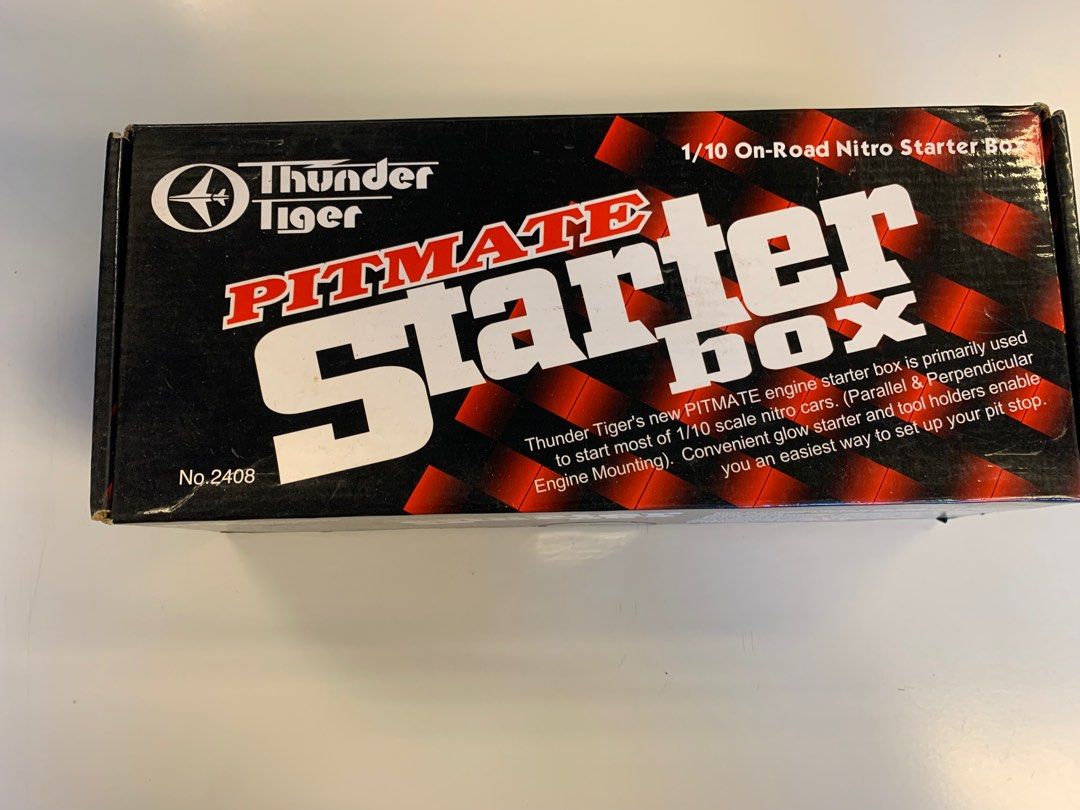 Thunder
Tiger
1/10 On-Road Nitro Starter Box
PITMATE
Starter
box
Thunder Tiger's new PITMATE engine starter box is primarily used
to start most of 1/10 scale nitro cars. (Parallel & Perpendicular
Engine Mounting). Convenient glow starter and tool holders enable
you an easiest way to set up your pit stop.
No.2408